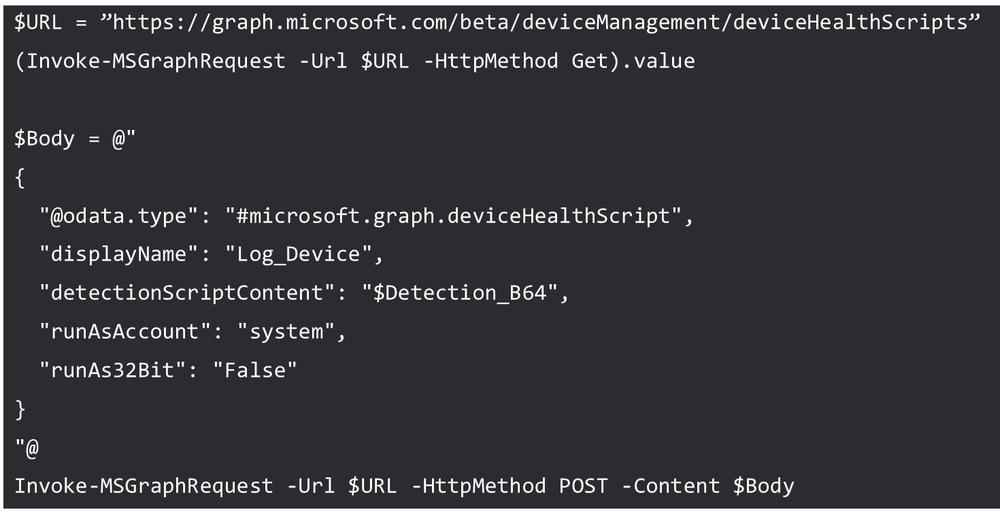 $URL = ”https://graph.microsoft.com/beta/deviceManagement/deviceHealthScripts”
(Invoke-MSGraphRequest -Url $URL -HttpMethod Get).value
$Body = @"
{
  "@odata.type": "#microsoft.graph.deviceHealthScript",
  "displayName": "Log_Device",
  "detectionScriptContent": "$Detection_B64",
  "runAsAccount": "system",
  "runAs32Bit": "False"
}
"@
Invoke-MSGraphRequest -Url $URL -HttpMethod POST -Content $Body